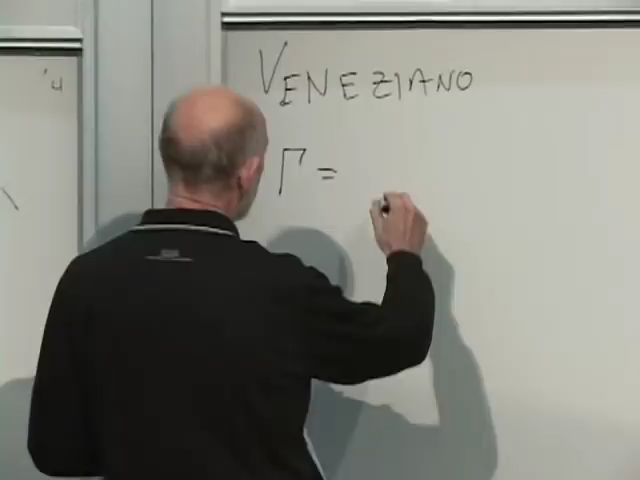 VENEZIANO
Γ =